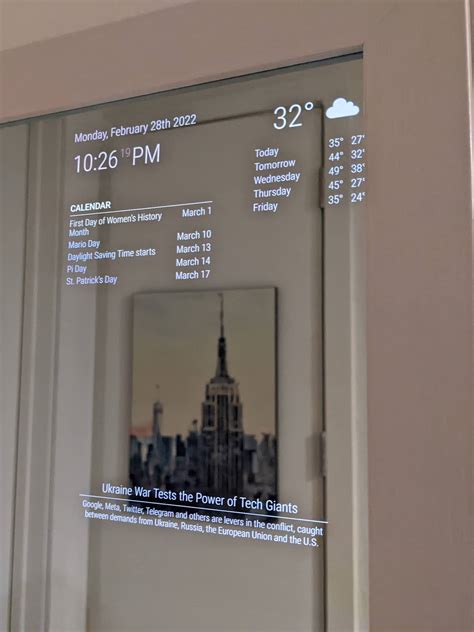 Monday, February 28th 2022
10:26 19 PM
32°
Today 35° 27°
Tomorrow 44° 32°
Wednesday 49° 38°
Thursday 45° 27°
Friday 35° 24°
CALENDAR
First Day of Women's History Month March 1
Mario Day March 10
Daylight Saving Time starts March 13
Pi Day March 14
St. Patrick's Day March 17
Ukraine War Tests the Power of Tech Giants
Google, Meta, Twitter, Telegram and others are levers in the conflict, caught
between demands from Ukraine, Russia, the European Union and the U.S.